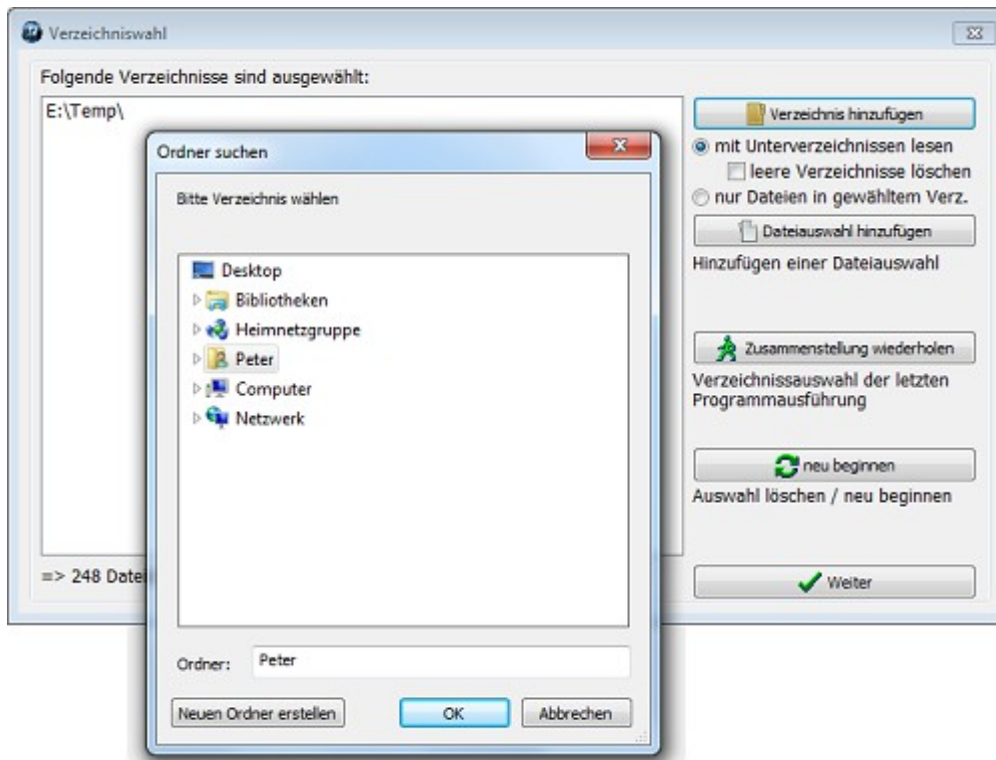 Verzeichniswahl
Folgende Verzeichnisse sind ausgewählt:
E:\Temp\
Verzeichnis hinzufügen
mit Unterverzeichnissen lesen
leere Verzeichnisse löschen
nur Dateien in gewähltem Verz.
Dateiauswahl hinzufügen
Hinzufügen einer Dateiauswahl
Zusammenstellung wiederholen
Verzeichnissauswahl der letzten
Programmausführung
neu beginnen
Auswahl löschen / neu beginnen
=> 248
Weiter
Ordner suchen
Bitte Verzeichnis wählen
Desktop
Bibliotheken
Heimnetzgruppe
Peter
Computer
Netzwerk
Ordner: Peter
Neuen Ordner erstellen
OK
Abbrechen